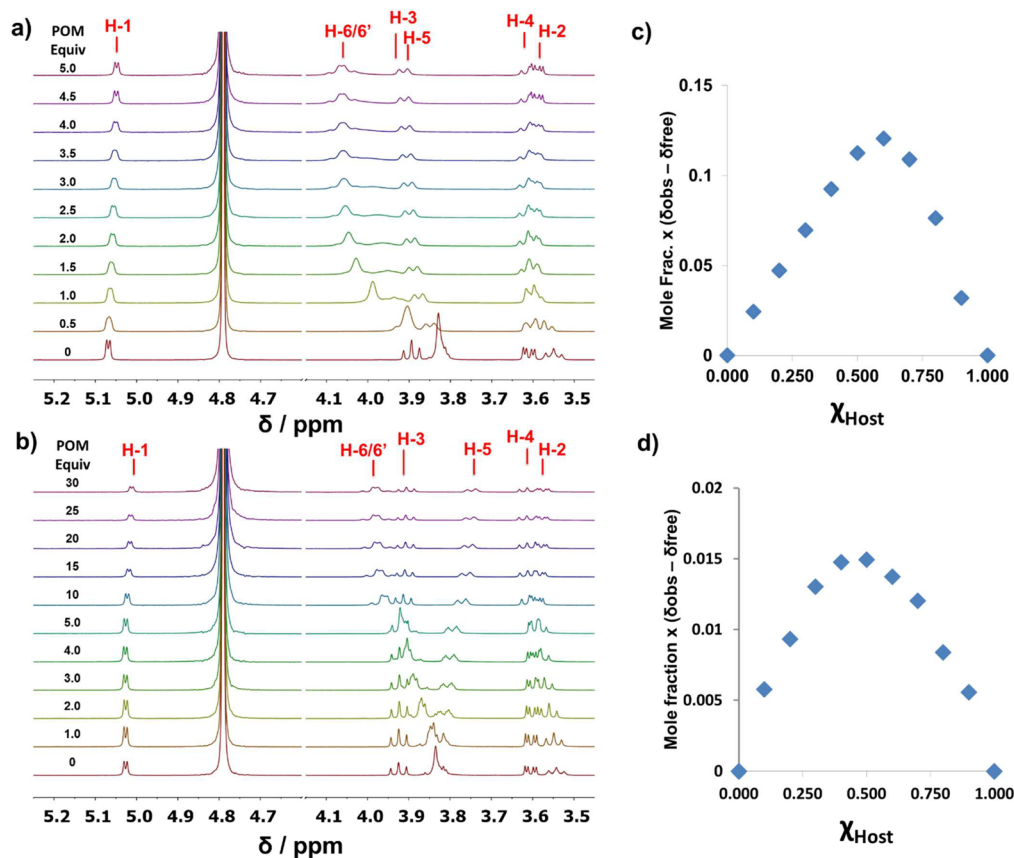 a)
POM
Equiv
H-1
H-6/6'
H-3
H-5
H-4
H-2
5.0
4.5
4.0
3.5
3.0
2.5
2.0
1.5
1.0
0.5
0
5.2 5.1 5.0 4.9 4.8 4.7 4.1 4.0 3.9 3.8 3.7 3.6 3.5
δ / ppm
b)
POM
Equiv
H-1
H-6/6'
H-3
H-5
H-4
H-2
30
25
20
15
10
5.0
4.0
3.0
2.0
1.0
0
5.2 5.1 5.0 4.9 4.8 4.7 4.1 4.0 3.9 3.8 3.7 3.6 3.5
δ / ppm
c)
Mole Frac. x (δobs – δfree)
0.15
0.1
0.05
0
0.000 0.250 0.500 0.750 1.000
χHost
d)
Mole fraction x (δobs – δfree)
0.02
0.015
0.01
0.005
0
0.000 0.250 0.500 0.750 1.000
χHost